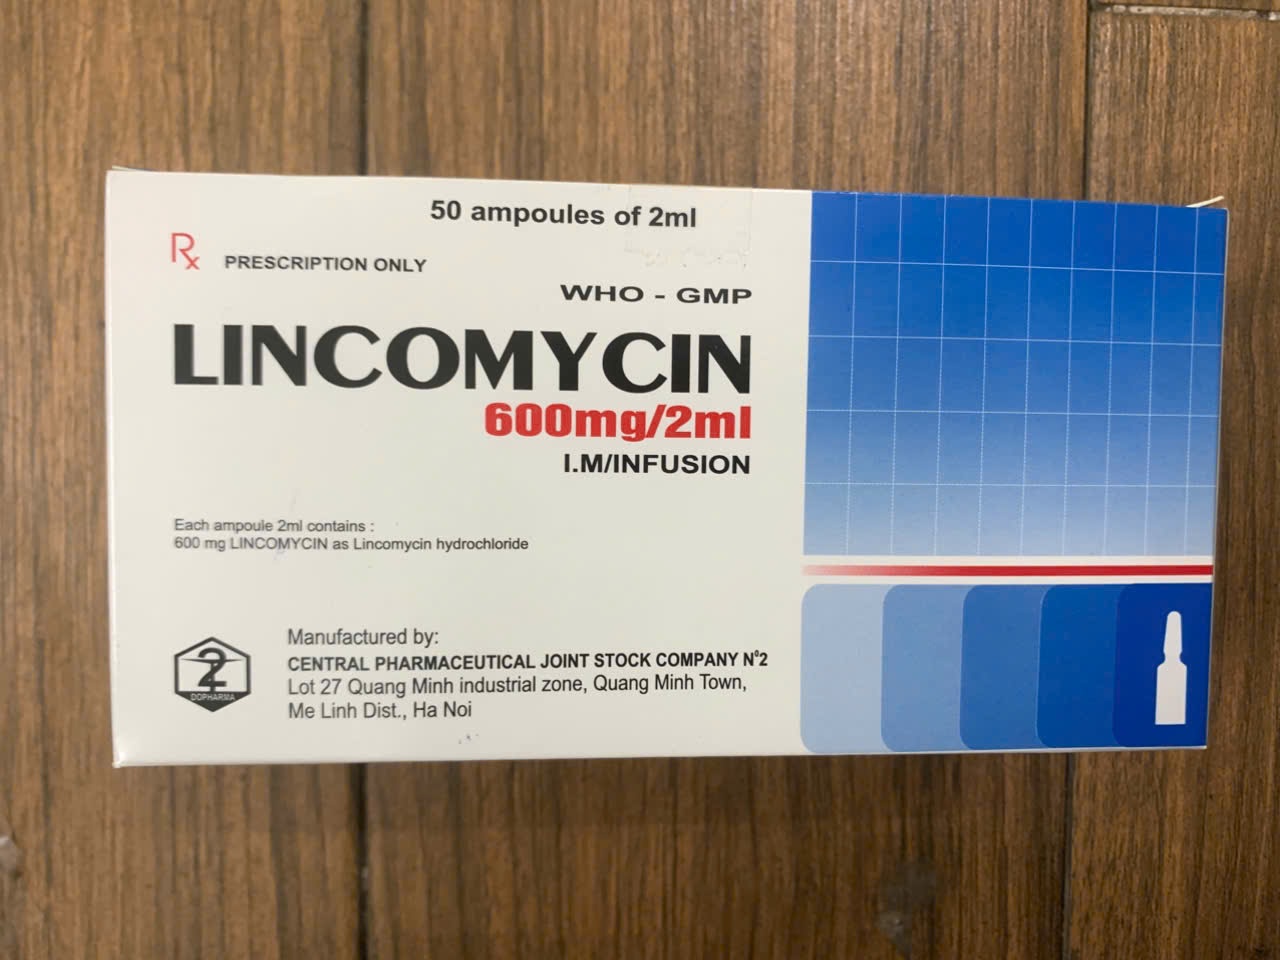 50 ampoules of 2ml
Rx PRESCRIPTION ONLY
WHO - GMP
LINCOMYCIN
600mg/2ml
I.M/INFUSION
Each ampoule 2ml contains :
600 mg LINCOMYCIN as Lincomycin hydrochloride
2
DOPHARMA
Manufactured by:
CENTRAL PHARMACEUTICAL JOINT STOCK COMPANY Nº2
Lot 27 Quang Minh industrial zone, Quang Minh Town,
Me Linh Dist., Ha Noi